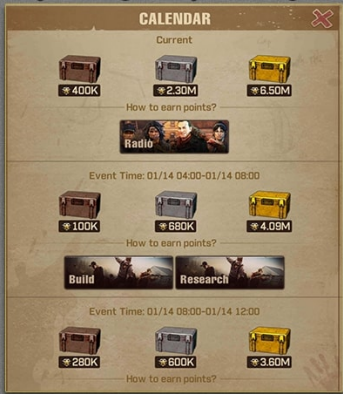 CALENDAR
Current
400K 2.30M 6.50M
How to earn points?
Radio
Event Time: 01/14 04:00-01/14 08:00
100K 680K 4.09M
How to earn points?
Build Research
Event Time: 01/14 08:00-01/14 12:00
280K 600K 3.60M
How to earn points?